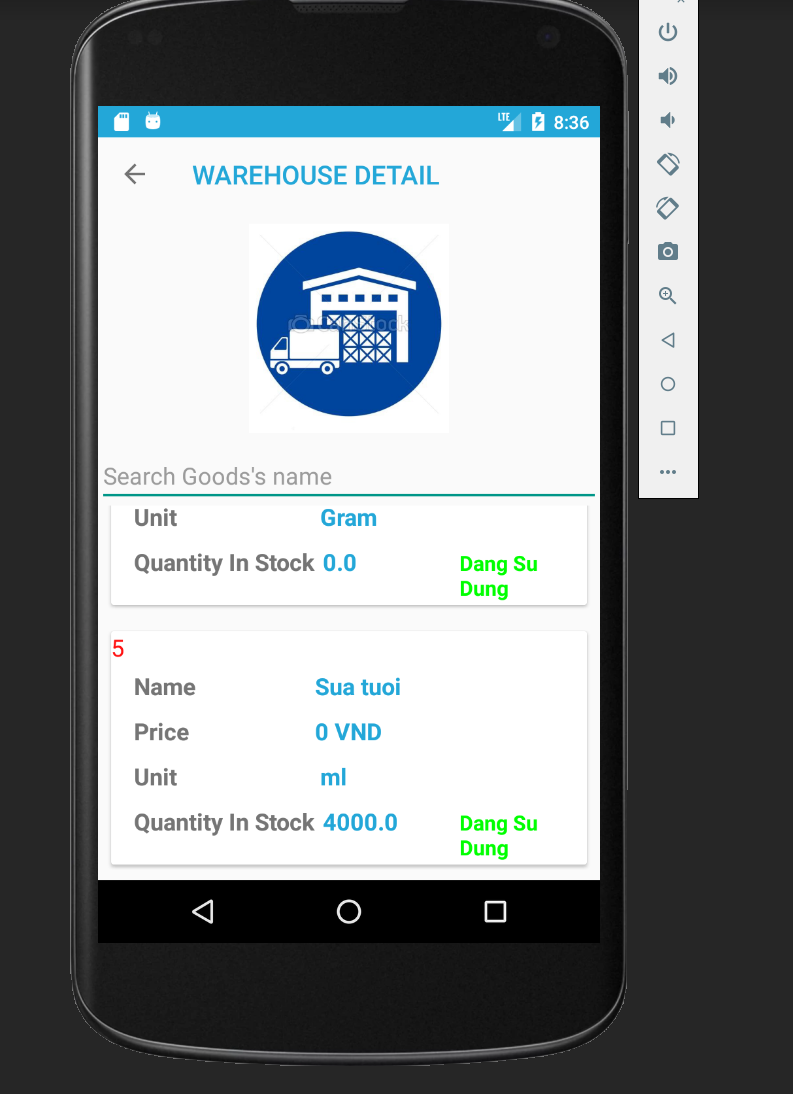 LTE 8:36
WAREHOUSE DETAIL
Search Goods's name
Unit Gram
Quantity In Stock 0.0 Dang Su
Dung
5
Name Sua tuoi
Price 0 VND
Unit ml
Quantity In Stock 4000.0 Dang Su
Dung